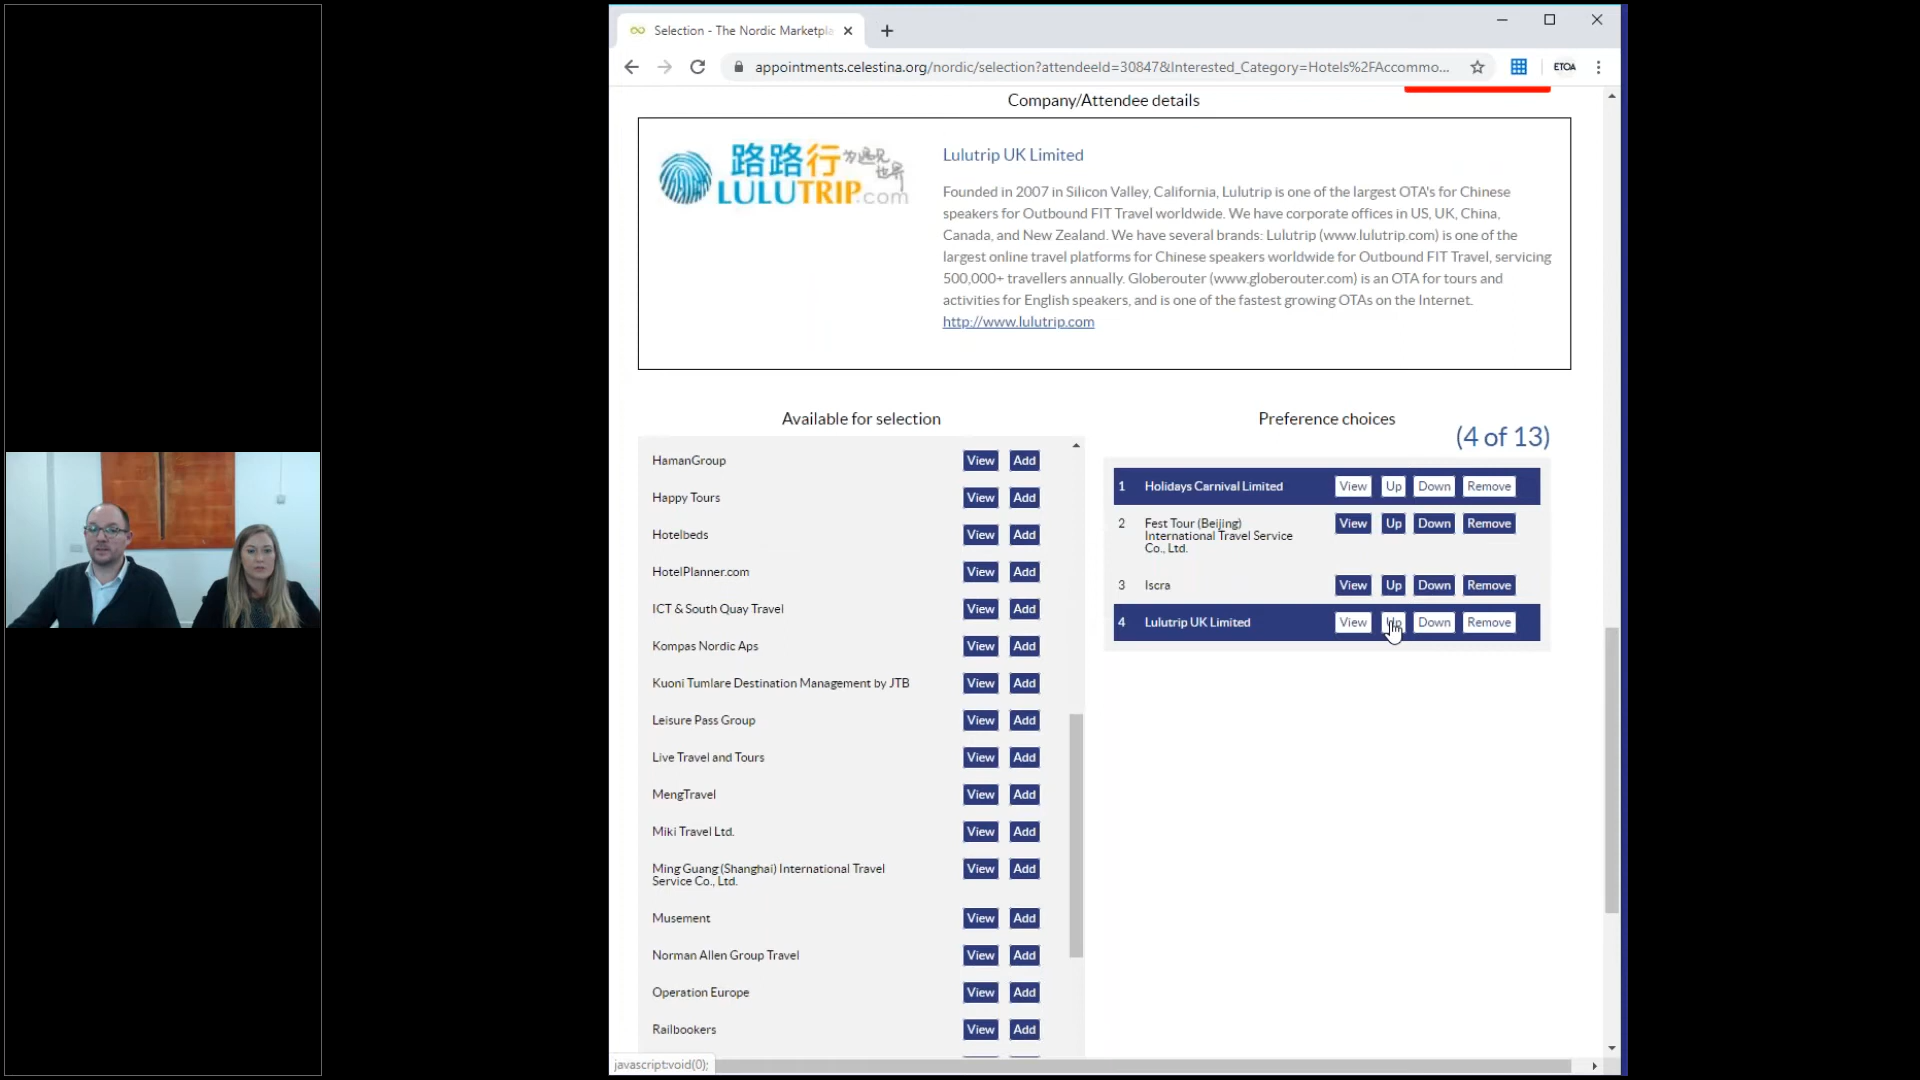 Selection - The Nordic Marketpla
appointments.celestina.org/nordic/selection?attendeeId=30847&Interested_Category=Hotels%2FAccommo...
ETOA
Company/Attendee details
路路行 为遇见世界
LULUTRIP.com
Lulutrip UK Limited
Founded in 2007 in Silicon Valley, California, Lulutrip is one of the largest OTA's for Chinese
speakers for Outbound FIT Travel worldwide. We have corporate offices in US, UK, China,
Canada, and New Zealand. We have several brands: Lulutrip (www.lulutrip.com) is one of the
largest online travel platforms for Chinese speakers worldwide for Outbound FIT Travel, servicing
500,000+ travellers annually. Globerouter (www.globerouter.com) is an OTA for tours and
activities for English speakers, and is one of the fastest growing OTAs on the Internet.
http://www.lulutrip.com
Available for selection
HamanGroup View Add
Happy Tours View Add
Hotelbeds View Add
HotelPlanner.com View Add
ICT & South Quay Travel View Add
Kompas Nordic Aps View Add
Kuoni Tumlare Destination Management by JTB View Add
Leisure Pass Group View Add
Live Travel and Tours View Add
MengTravel View Add
Miki Travel Ltd. View Add
Ming Guang (Shanghai) International Travel
Service Co., Ltd. View Add
Musement View Add
Norman Allen Group Travel View Add
Operation Europe View Add
Railbookers View Add
Preference choices
(4 of 13)
1 Holidays Carnival Limited View Up Down Remove
2 Fest Tour (Beijing)
International Travel Service
Co., Ltd. View Up Down Remove
3 Iscra View Up Down Remove
4 Lulutrip UK Limited View Up Down Remove
javascript:void(0);